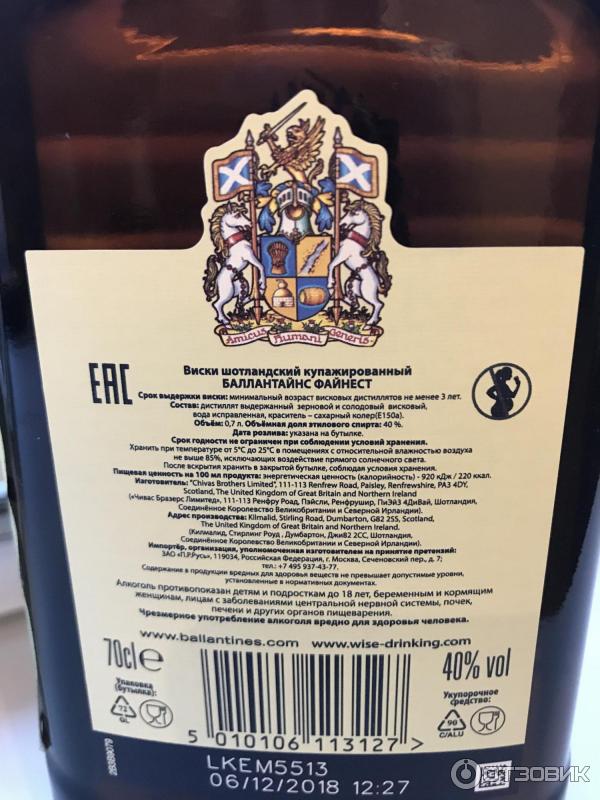 Amicus Humani Generis
EAC
Виски шотландский купажированный
БАЛЛАНТАЙНС ФАЙНЕСТ
Срок выдержки виски: минимальный возраст висковых дистиллятов не менее 3 лет.
Состав: дистиллят выдержанный зерновой и солодовый висковый,
вода исправленная, краситель – сахарный колер(Е150а).
Объём: 0,7 л. Объёмная доля этилового спирта: 40 %.
Дата розлива: указана на бутылке.
Срок годности не ограничен при соблюдении условий хранения.
Хранить при температуре от 5°С до 25°С в помещениях с относительной влажностью воздуха
не выше 85%, исключающих воздействие прямого солнечного света.
После вскрытия хранить в закрытой бутылке, соблюдая условия хранения.
Пищевая ценность на 100 мл продукта: энергетическая ценность (калорийность) - 920 кДж / 220 ккал.
Изготовитель: "Chivas Brothers Limited", 111-113 Renfrew Road, Paisley, Renfrewshire, PA3 4DY,
Scotland, The United Kingdom of Great Britain and Northern Ireland
(«Чивас Бразерс Лимитед», 111-113 Ренфру Роад, Пэйсли, Ренфрушир, ПиЭй3 4ДиВай, Шотландия,
Соединённое Королевство Великобритании и Северной Ирландии).
Адрес производства: Kilmalid, Stirling Road, Dumbarton, G82 2SS, Scotland,
The United Kingdom of Great Britain and Northern Ireland.
(Килмалид, Стирлинг Роуд , Думбартон, Джи82 2СС, Шотландия,
Соединённое Королевство Великобритании и Северной Ирландии).
Импортёр, организация, уполномоченная изготовителем на принятие претензий:
ЗАО «П.Р.Русь», 119034, Российская Федерация, г. Москва, Сеченовский пер., д. 7;
тел.: +7 495 937-43-77.
Содержание в продукции вредных для здоровья веществ не превышает допустимые уровни,
установленные в нормативных документах.
Алкоголь противопоказан детям и подросткам до 18 лет, беременным и кормящим
женщинам, лицам с заболеваниями центральной нервной системы, почек,
печени и других органов пищеварения.
Чрезмерное употребление алкоголя вредно для здоровья человека.
www.ballantines.com www.wise-drinking.com
70cl e
40% vol
Упаковка
(бутылка):
72
GL
Укупорочное
средство:
90
C/ALU
5 010106 113127 >
2B3B9079
LKEM5513
06/12/2018 12:27
ОТЗОВИК